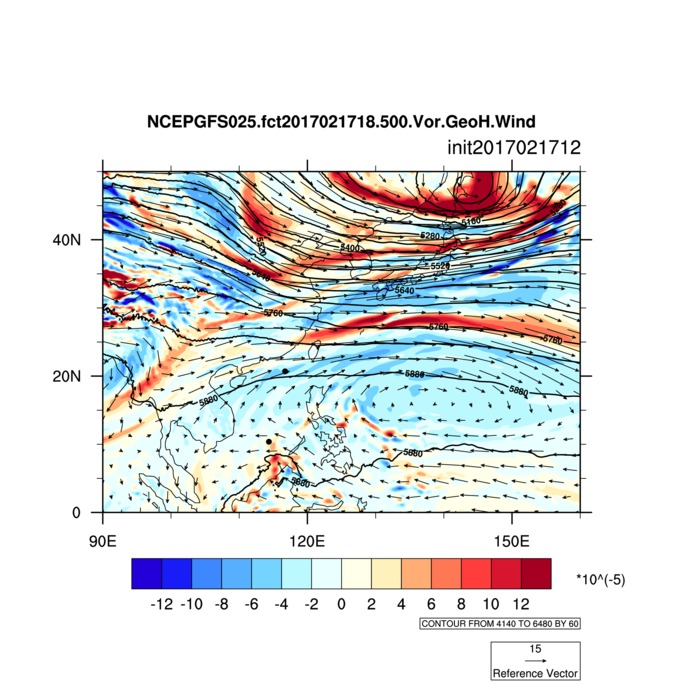 NCEPGFS025.fct2017021718.500.Vor.GeoH.Wind
init2017021712
5160
5280
40N
5520
5400
5520
5640
5640
5760
5760
5760
20N
5880
5880
5880
5880
0
90E 120E 150E
-12 -10 -8 -6 -4 -2 0 2 4 6 8 10 12
*10^(-5)
CONTOUR FROM 4140 TO 6480 BY 60
15
Reference Vector